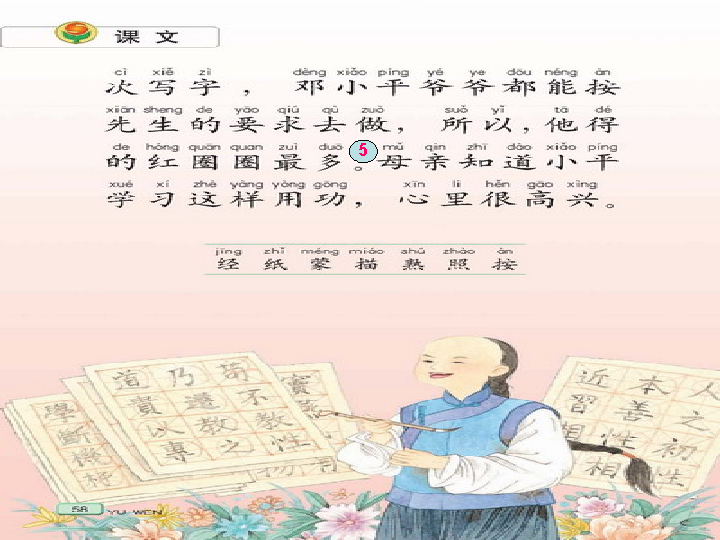 课 文
cì xiě zì dèng xiǎo píng yé ye dōu néng àn
次 写 字 ， 邓 小 平 爷 爷 都 能 按
xiān sheng de yāo qiú qù zuò suǒ yǐ tā dé
先 生 的 要 求 去 做， 所 以，他 得
de hóng quān quan zuì duō mǔ qin zhī dào xiǎo píng
的 红 圈 圈 最 多。5 母 亲 知 道 小 平
xué xí zhè yàng yòng gōng xīn li hěn gāo xìng
学 习 这 样 用 功， 心 里 很 高 兴。
jīng zhǐ méng miáo shú zhào àn
经 纸 蒙 描 熟 照 按
道 乃 苟
貴 遷 不
以 教 教
專 之 性
學
斷
機
近 本 人
習 善 之
相 性 初
58 YU WEN